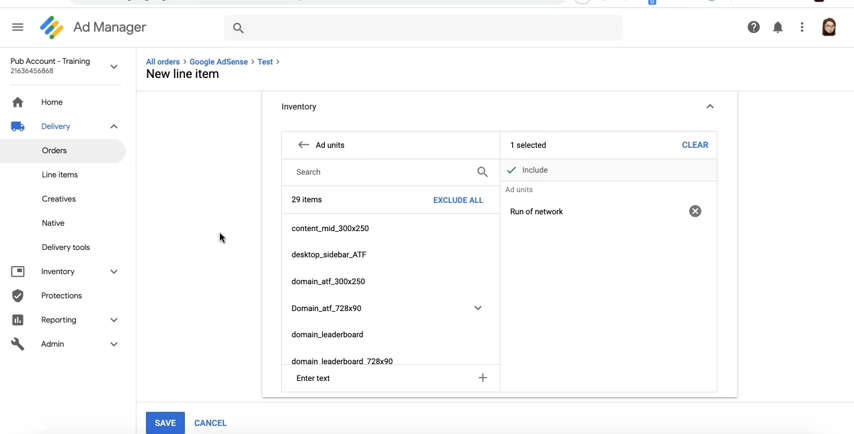 Ad Manager
Pub Account - Training
21636456868
All orders > Google AdSense > Test >
New line item
Home
Delivery
Orders
Line items
Creatives
Native
Delivery tools
Inventory
Protections
Reporting
Admin
Inventory
Ad units
1 selected
CLEAR
Search
Include
29 items
EXCLUDE ALL
Ad units
content_mid_300x250
Run of network
desktop_sidebar_ATF
domain_atf_300x250
Domain_atf_728x90
domain_leaderboard
domain_leaderboard_728x90
Enter text
SAVE
CANCEL